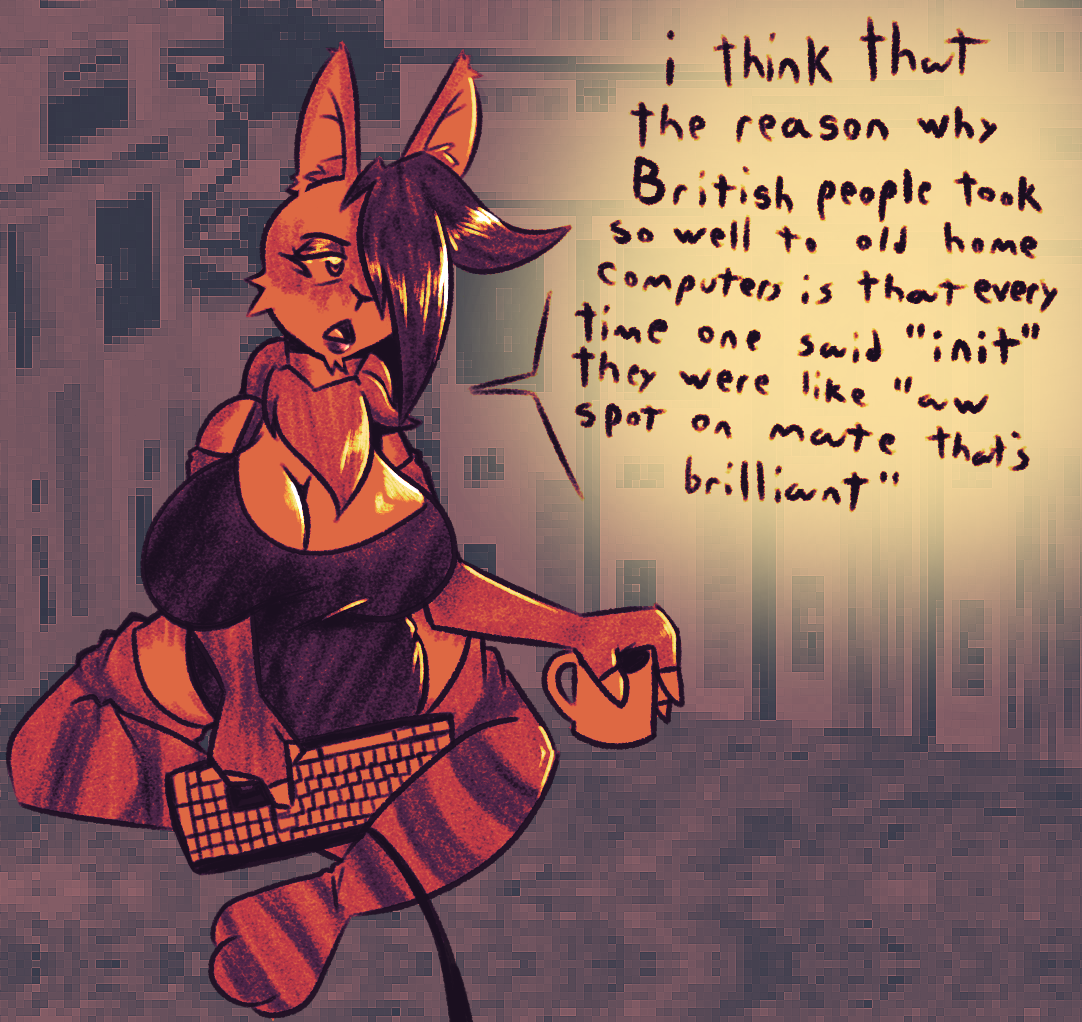 i think that
the reason why
British people took
so well to old home
computers is that every
time one said "init"
they were like "aw
spot on mate that's
brilliant"